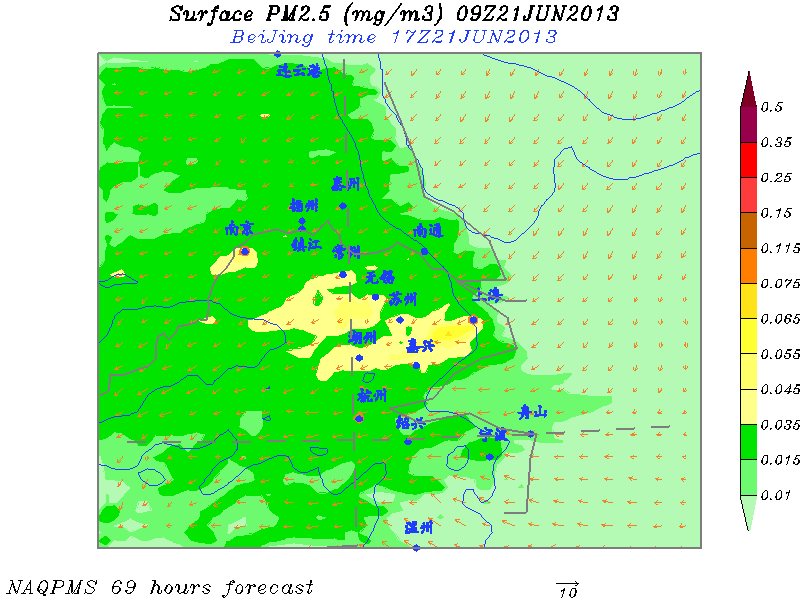 Surface PM2.5 (mg/m3) 09Z21JUN2013
BeiJing time 17Z21JUN2013
连云港
0.5
0.35
0.25
0.15
0.115
0.075
0.065
0.055
0.045
0.035
0.015
0.01
泰州
扬州
镇江
南京
常州
南通
无锡
苏州
上海
湖州
嘉兴
杭州
绍兴
舟山
宁波
温州
NAQPMS 69 hours forecast
10